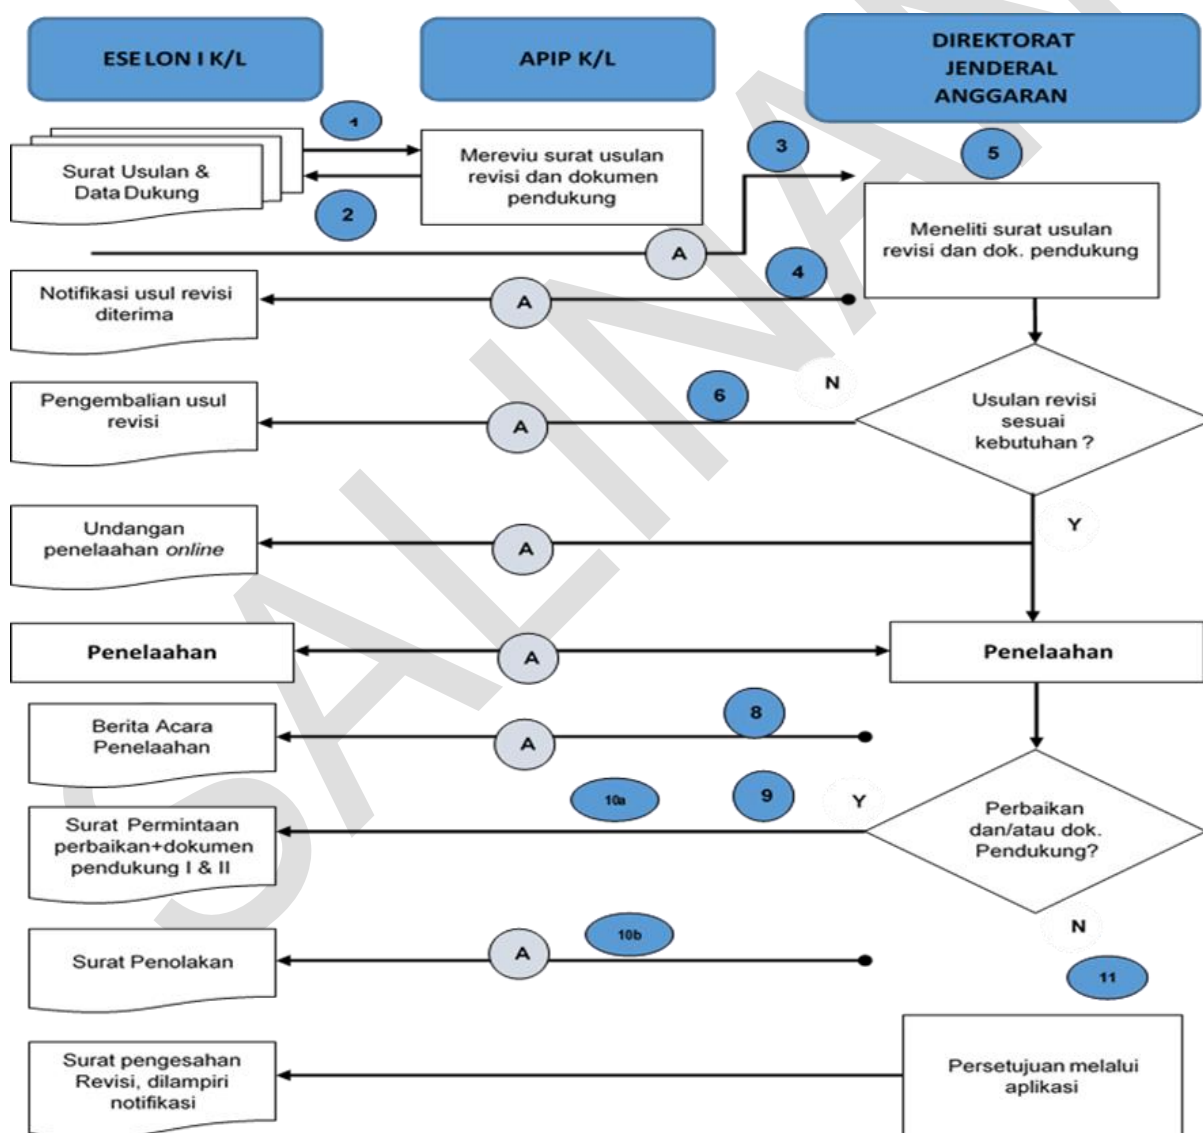 ESELON I K/L
APIP K/L
DIREKTORAT
JENDERAL
ANGGARAN
1
3
5
Surat Usulan &
Data Dukung
Mereviu surat usulan
revisi dan dokumen
pendukung
2
Meneliti surat usulan
revisi dan dok. pendukung
A
4
Notifikasi usul revisi
diterima
A
N
6
Pengembalian usul
revisi
A
Usulan revisi
sesuai
kebutuhan ?
Y
Undangan
penelaahan online
A
Penelaahan
A
Penelaahan
8
Berita Acara
Penelaahan
A
10a
9
Y
Surat Permintaan
perbaikan+dokumen
pendukung I & II
Perbaikan
dan/atau dok.
Pendukung?
N
10b
Surat Penolakan
A
11
Surat pengesahan
Revisi, dilampiri
notifikasi
Persetujuan melalui
aplikasi
SALINA